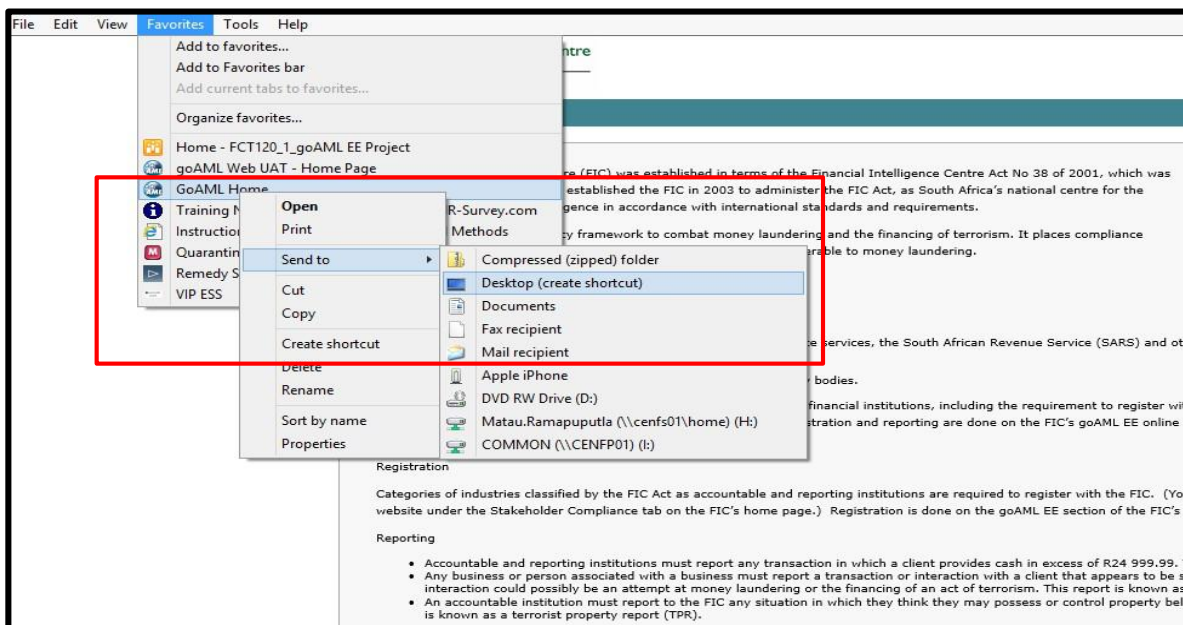 File Edit View Favorites Tools Help
Add to favorites...
Add to Favorites bar
Add current tabs to favorites...
Organize favorites...
Home - FCT120_1_goAML EE Project
goAML Web UAT - Home Page
GoAML Home
Training
Instruction
Quarantin
Remedy S
VIP ESS
R-Survey.com
Methods
Open
Print
Send to
Cut
Copy
Create shortcut
Delete
Rename
Sort by name
Properties
Compressed (zipped) folder
Desktop (create shortcut)
Documents
Fax recipient
Mail recipient
Apple iPhone
DVD RW Drive (D:)
Matau.Ramapuputla (\\cenfs01\home) (H:)
COMMON (\\CENFP01) (I:)
ntre
re (FIC) was established in terms of the Financial Intelligence Centre Act No 38 of 2001, which was
established the FIC in 2003 to administer the FIC Act, as South Africa's national centre for the
gence in accordance with international standards and requirements.
y framework to combat money laundering and the financing of terrorism. It places compliance
erable to money laundering.
e services, the South African Revenue Service (SARS) and ot
bodies.
financial institutions, including the requirement to register wi
stration and reporting are done on the FIC's goAML EE online
Registration
Categories of industries classified by the FIC Act as accountable and reporting institutions are required to register with the FIC. (Yo
website under the Stakeholder Compliance tab on the FIC's home page.) Registration is done on the goAML EE section of the FIC's
Reporting
• Accountable and reporting institutions must report any transaction in which a client provides cash in excess of R24 999.99.
• Any business or person associated with a business must report a transaction or interaction with a client that appears to be s
interaction could possibly be an attempt at money laundering or the financing of an act of terrorism. This report is known as
• An accountable institution must report to the FIC any situation in which they think they may possess or control property bel
is known as a terrorist property report (TPR).